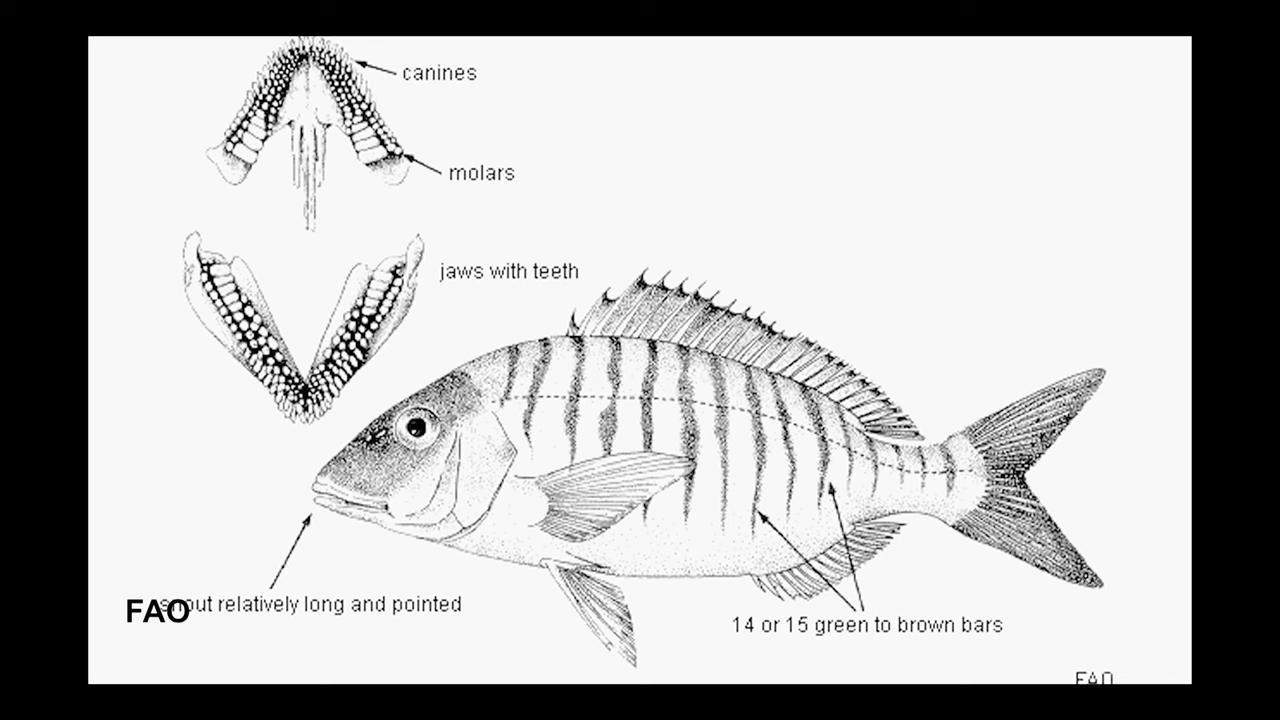 canines
molars
jaws with teeth
snout relatively long and pointed
FAO
14 or 15 green to brown bars
FAO